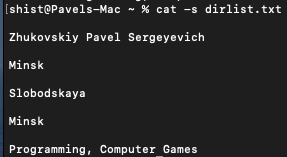 [shist@Pavels-Mac ~ % cat -s dirlist.txt
Zhukovskiy Pavel Sergeyevich
Minsk
Slobodskaya
Minsk
Programming, Computer_Games